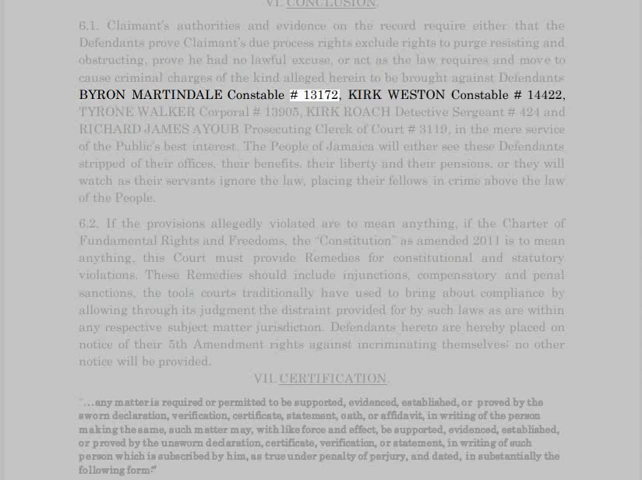 VI. CONCLUSION.
6.1. Claimant's authorities and evidence on the record require either that the
Defendants prove Claimant's due process rights exclude rights to purge resisting and
obstructing, prove he had no lawful excuse, or act as the law requires and move to
cause criminal charges of the kind alleged herein to be brought against Defendants
BYRON MARTINDALE Constable # 13172, KIRK WESTON Constable # 14422,
TYRONE WALKER Corporal # 13905, KIRK ROACH Detective Sergeant # 424 and
RICHARD JAMES AYOUB Prosecuting Clerck of Court # 3119, in the mere service
of the Public's best interest. The People of Jamaica will either see these Defendants
stripped of their offices, their benefits, their liberty and their pensions, or they will
watch as their servants ignore the law, placing their fellows in crime above the law
of the People.
6.2. If the provisions allegedly violated are to mean anything, if the Charter of
Fundamental Rights and Freedoms, the "Constitution" as amended 2011 is to mean
anything, this Court must provide Remedies for constitutional and statutory
violations. These Remedies should include injunctions, compensatory and penal
sanctions, the tools courts traditionally have used to bring about compliance by
allowing through its judgment the distraint provided for by such laws as are within
any respective subject matter jurisdiction. Defendants hereto are hereby placed on
notice of their 5th Amendment rights against incriminating themselves; no other
notice will be provided.
VII. CERTIFICATION.
"…any matter is required or permitted to be supported, evidenced, established, or proved by the
sworn declaration, verification, certificate, statement, oath, or affidavit, in writing of the person
making the same, such matter may, with like force and effect, be supported, evidenced, established,
or proved by the unsworn declaration, certificate, verification, or statement, in writing of such
person which is subscribed by him, as true under penalty of perjury, and dated, in substantially the
following form:"